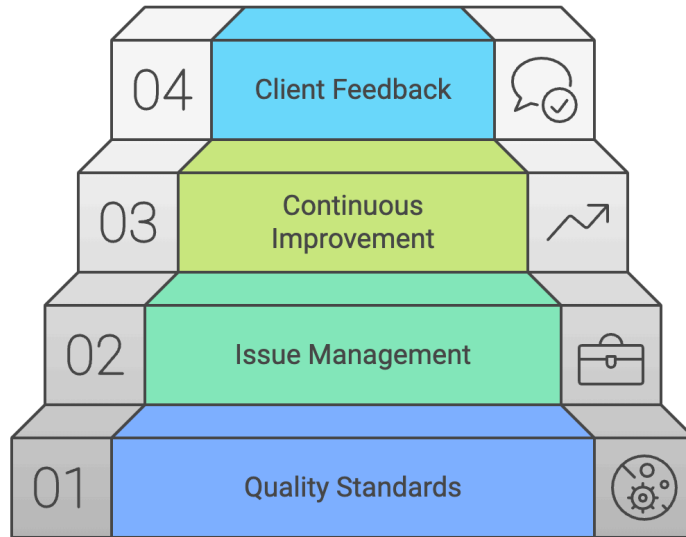 04
Client Feedback
03
Continuous
Improvement
02
Issue Management
01
Quality Standards